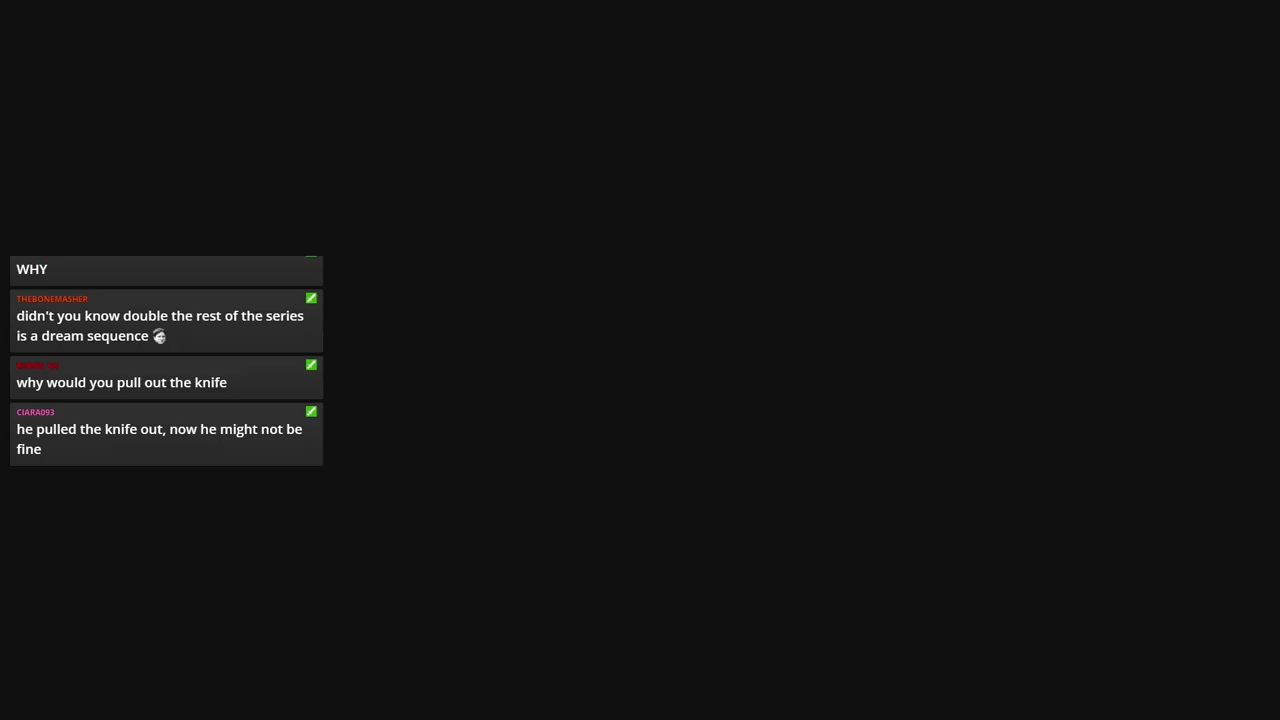 WHY
THEBONEMASHER
didn't you know double the rest of the series
is a dream sequence
why would you pull out the knife
CIARA093
he pulled the knife out, now he might not be
fine